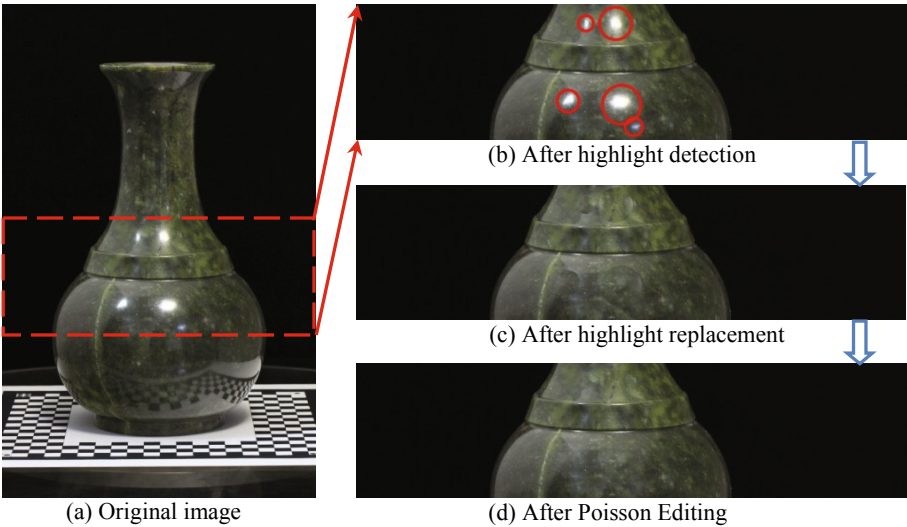 (a) Original image
(b) After highlight detection
(c) After highlight replacement
(d) After Poisson Editing